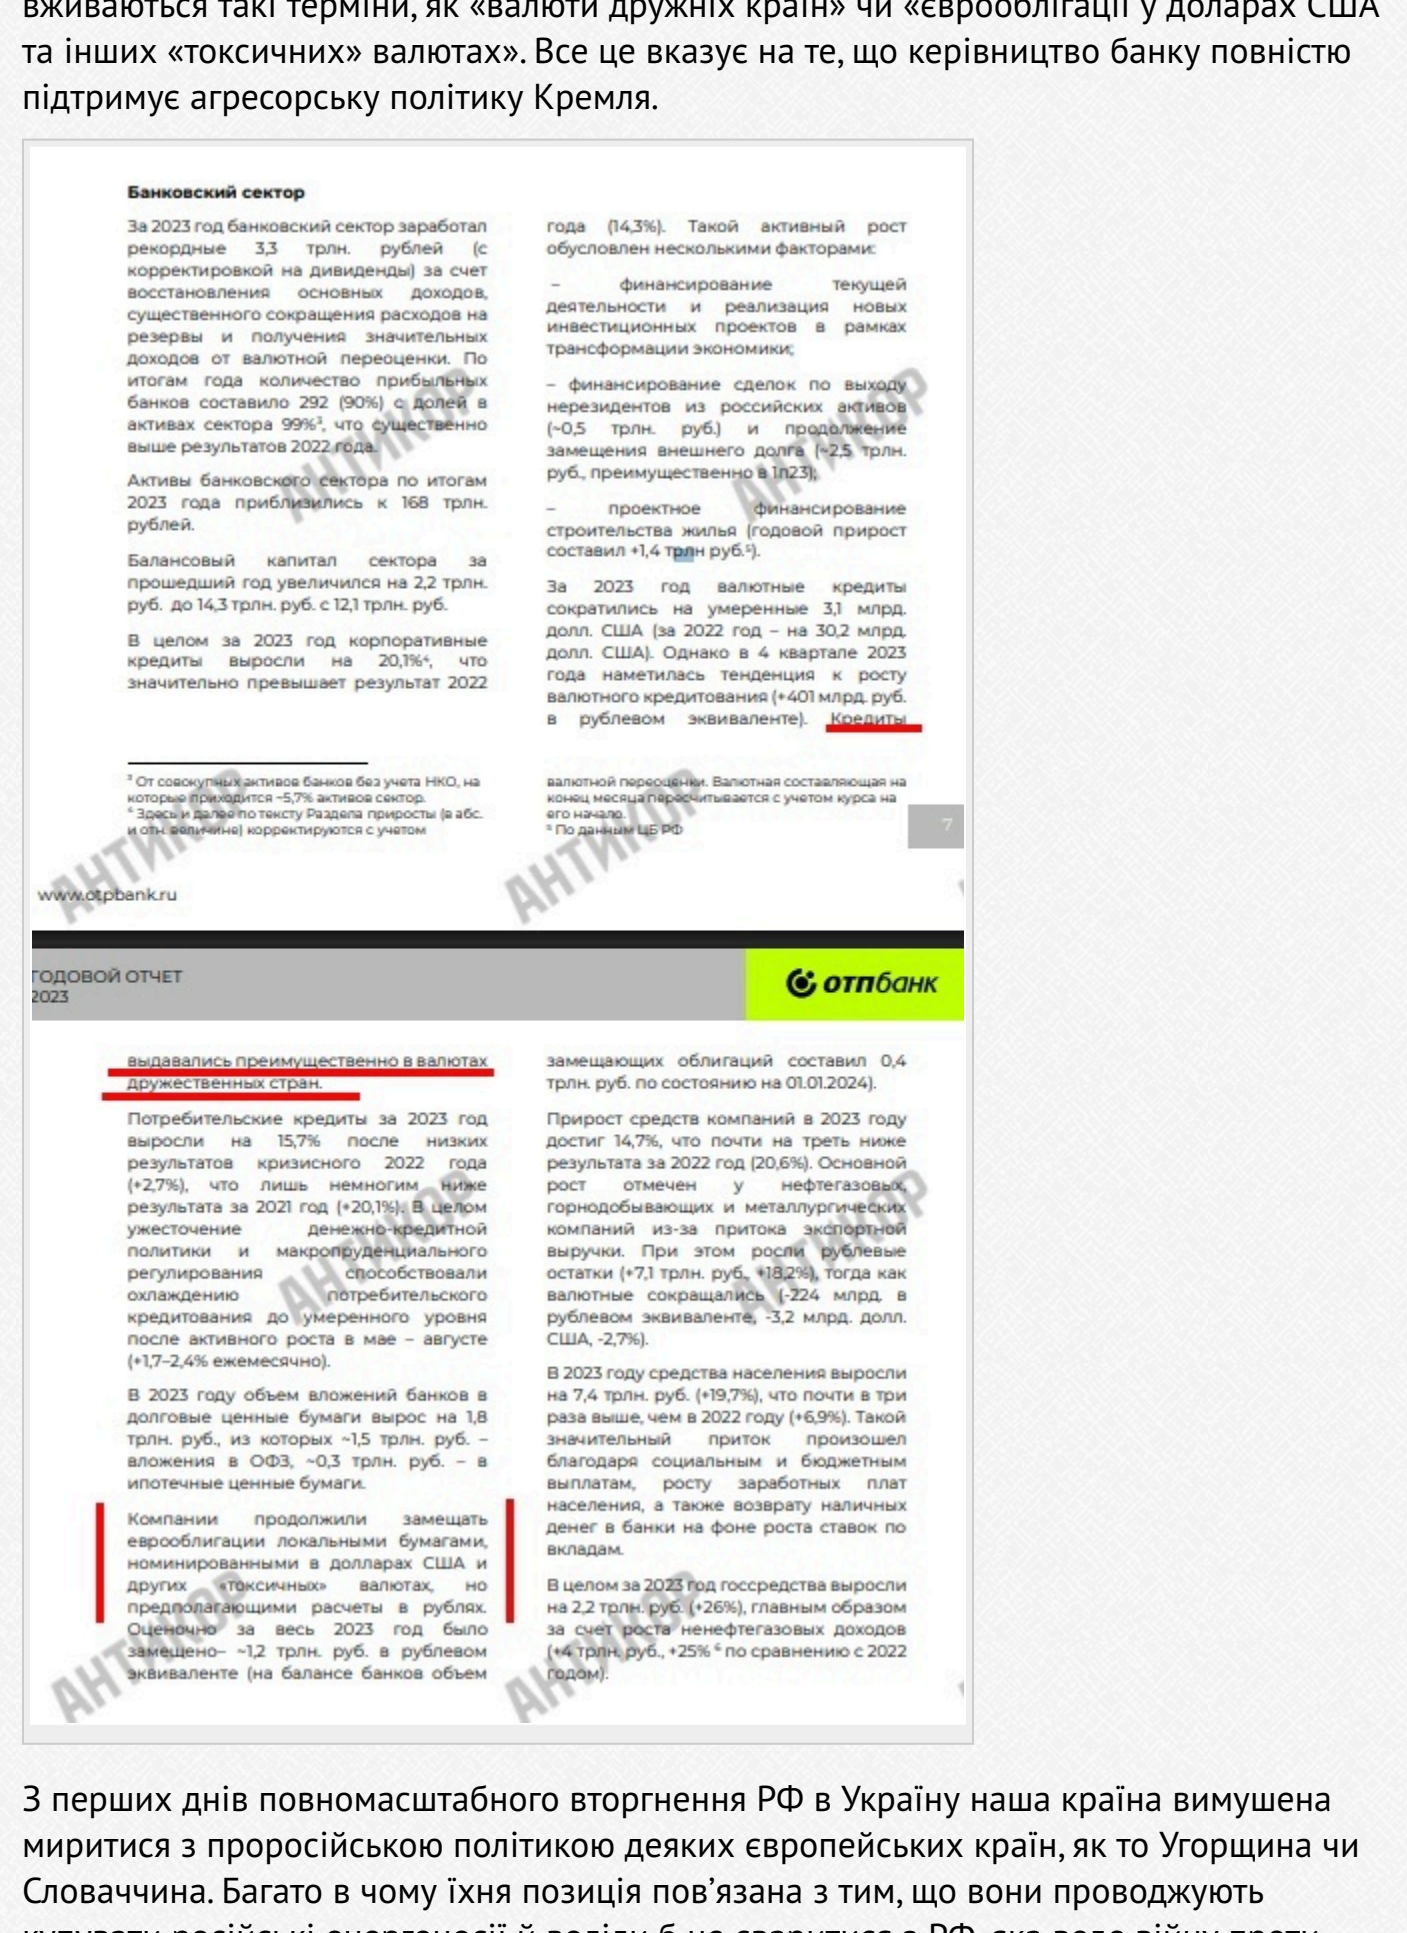 вживаються такі терміни, як «валюти дружніх країн» чи «єврооблігації у доларах США
та інших «токсичних» валютах». Все це вказує на те, що керівництво банку повністю
підтримує агресорську політику Кремля.
Банковский сектор
За 2023 год банковский сектор заработал
рекордные 3,3 трлн. рублей (с
корректировкой на дивиденды) за счет
восстановления основных доходов,
существенного сокращения расходов на
резервы и получения значительных
доходов от валютной переоценки. По
итогам года количество прибыльных
банков составило 292 (90%) с долей в
активах сектора 99%³, что существенно
выше результатов 2022 года.
Активы банковского сектора по итогам
2023 года приблизились к 168 трлн.
рублей.
Балансовый капитал сектора за
прошедший год увеличился на 2,2 трлн.
руб. до 14,3 трлн. руб. с 12,1 трлн. руб.
В целом за 2023 год корпоративные
кредиты выросли на 20,1%⁴, что
значительно превышает результат 2022
года (14,3%). Такой активный рост
обусловлен несколькими факторами:
– финансирование текущей
деятельности и реализация новых
инвестиционных проектов в рамках
трансформации экономики;
– финансирование сделок по выходу
нерезидентов из российских активов
(~0,5 трлн. руб.) и продолжение
замещения внешнего долга (~2,5 трлн.
руб., преимущественно в 1п23);
– проектное финансирование
строительства жилья (годовой прирост
составил +1,4 трлн руб.⁵).
За 2023 год валютные кредиты
сократились на умеренные 3,1 млрд.
долл. США (за 2022 год – на 30,2 млрд.
долл. США). Однако в 4 квартале 2023
года наметилась тенденция к росту
валютного кредитования (+401 млрд. руб.
в рублевом эквиваленте). Кредиты
³ От совокупных активов банков без учета НКО, на
которые приходится ~5,7% активов сектор.
⁴ Здесь и далее по тексту Раздела приросты (в абс.
и отн. величине) корректируются с учетом
валютной переоценки. Валютная составляющая на
конец месяца пересчитывается с учетом курса на
его начало.
⁵ По данным ЦБ РФ
7
www.otpbank.ru
ГОДОВОЙ ОТЧЕТ
2023
отпбанк
выдавались преимущественно в валютах
дружественных стран.
Потребительские кредиты за 2023 год
выросли на 15,7% после низких
результатов кризисного 2022 года
(+2,7%), что лишь немногим ниже
результата за 2021 год (+20,1%). В целом
ужесточение денежно-кредитной
политики и макропруденциального
регулирования способствовали
охлаждению потребительского
кредитования до умеренного уровня
после активного роста в мае – августе
(+1,7–2,4% ежемесячно).
В 2023 году объем вложений банков в
долговые ценные бумаги вырос на 1,8
трлн. руб., из которых ~1,5 трлн. руб. –
вложения в ОФЗ, ~0,3 трлн. руб. – в
ипотечные ценные бумаги.
Компании продолжили замещать
еврооблигации локальными бумагами,
номинированными в долларах США и
других «токсичных» валютах, но
предполагающими расчеты в рублях.
Оценочно за весь 2023 год было
замещено– ~1,2 трлн. руб. в рублевом
эквиваленте (на балансе банков объем
замещающих облигаций составил 0,4
трлн. руб. по состоянию на 01.01.2024).
Прирост средств компаний в 2023 году
достиг 14,7%, что почти на треть ниже
результата за 2022 год (20,6%). Основной
рост отмечен у нефтегазовых,
горнодобывающих и металлургических
компаний из-за притока экспортной
выручки. При этом росли рублевые
остатки (+7,1 трлн. руб., +18,2%), тогда как
валютные сокращались (-224 млрд. в
рублевом эквиваленте, -3,2 млрд. долл.
США, -2,7%).
В 2023 году средства населения выросли
на 7,4 трлн. руб. (+19,7%), что почти в три
раза выше, чем в 2022 году (+6,9%). Такой
значительный приток произошел
благодаря социальным и бюджетным
выплатам, росту заработных плат
населения, а также возврату наличных
денег в банки на фоне роста ставок по
вкладам.
В целом за 2023 год госсредства выросли
на 2,2 трлн. руб. (+26%), главным образом
за счет роста ненефтегазовых доходов
(+4 трлн. руб., +25% ⁶ по сравнению с 2022
годом).
АНТИКОР
АНТИКОР
АНТИКОР
АНТИКОР
АНТИКОР
АНТИКОР
АНТИКОР
АНТИКОР
З перших днів повномасштабного вторгнення РФ в Україну наша країна вимушена
миритися з проросійською політикою деяких європейських країн, як то Угорщина чи
Словаччина. Багато в чому їхня позиція пов’язана з тим, що вони проводжують
купувати російські енергоносії й воліли б не сваритися з РФ, яка веде війну проти